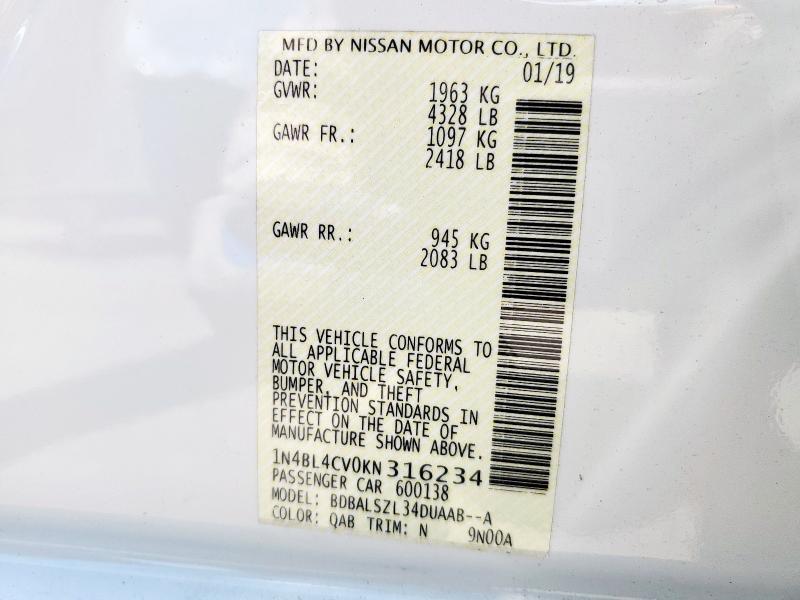 MFD BY NISSAN MOTOR CO., LTD.
DATE: 01/19
GVWR: 1963 KG
4328 LB
GAWR FR.: 1097 KG
2418 LB
GAWR RR.: 945 KG
2083 LB
THIS VEHICLE CONFORMS TO
ALL APPLICABLE FEDERAL
MOTOR VEHICLE SAFETY,
BUMPER, AND THEFT
PREVENTION STANDARDS IN
EFFECT ON THE DATE OF
MANUFACTURE SHOWN ABOVE.
1N4BL4CV0KN316234
PASSENGER CAR 600138
MODEL: BDBALSZL34DUAAB--A
COLOR: QAB TRIM: N 9N00A